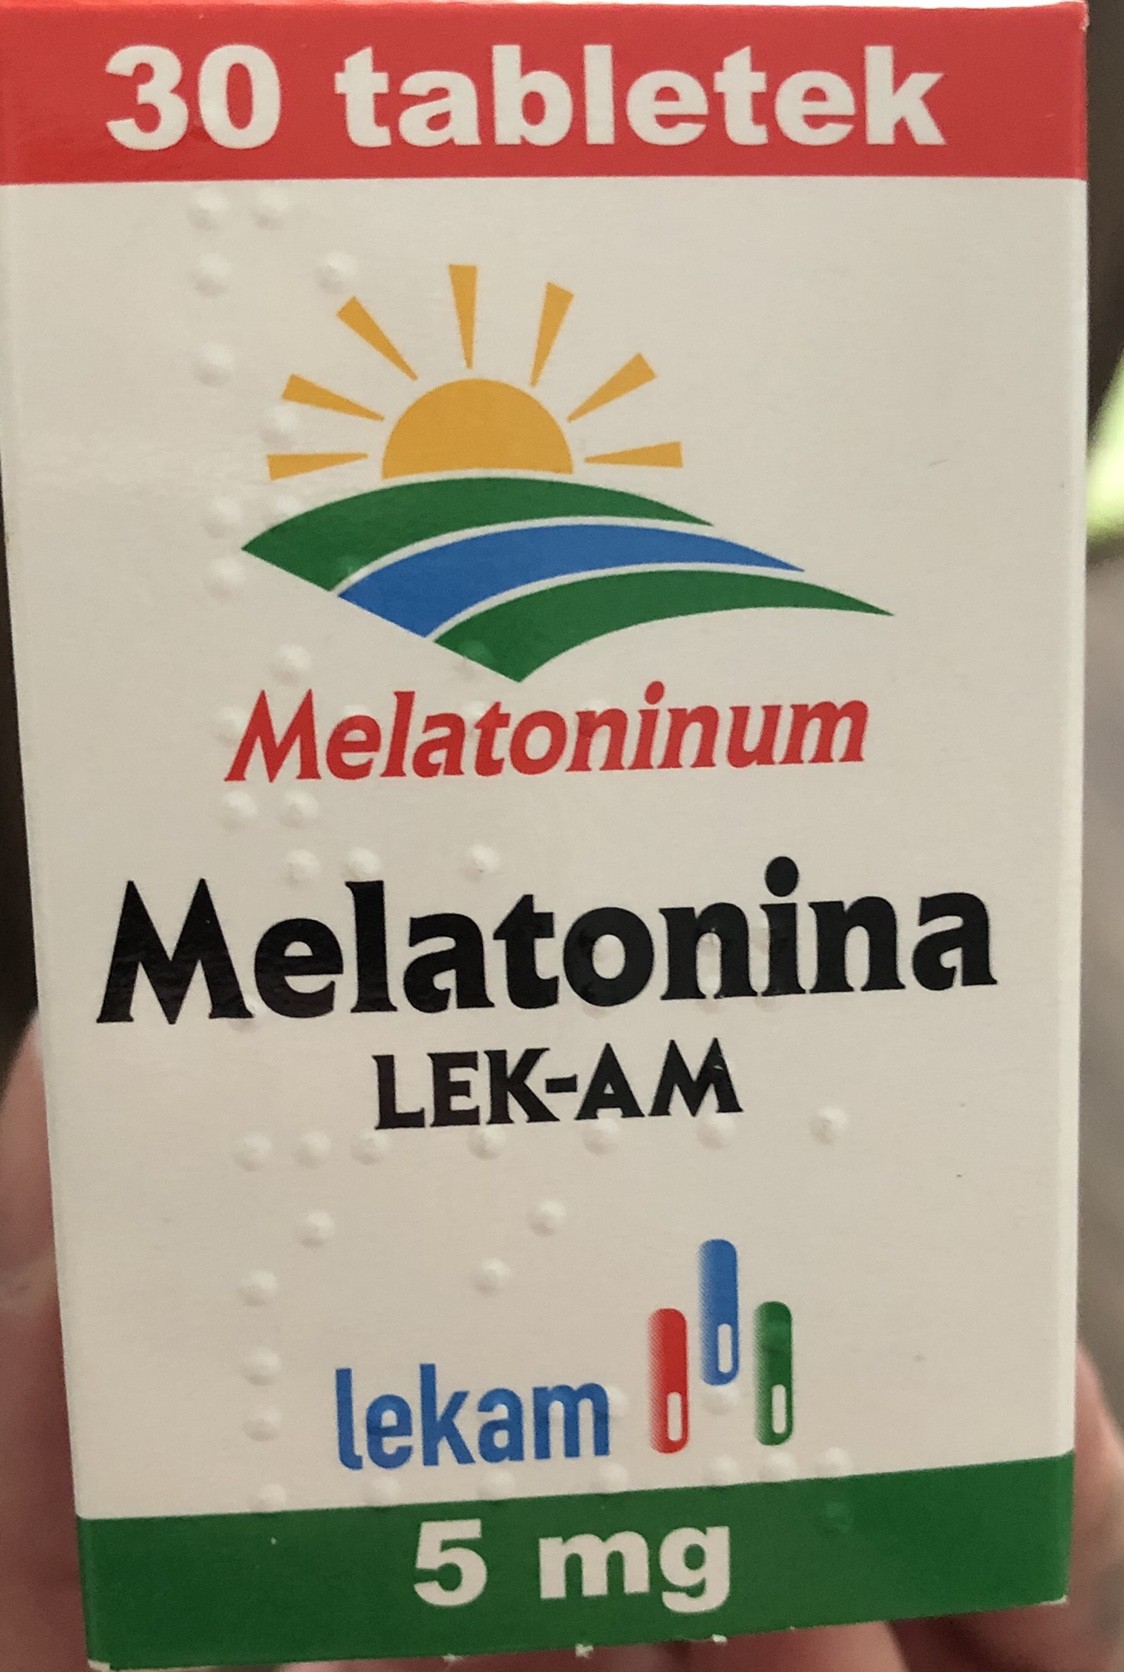 30 tabletek
Melatoninum
Melatonina
LEK-AM
lekam
5 mg